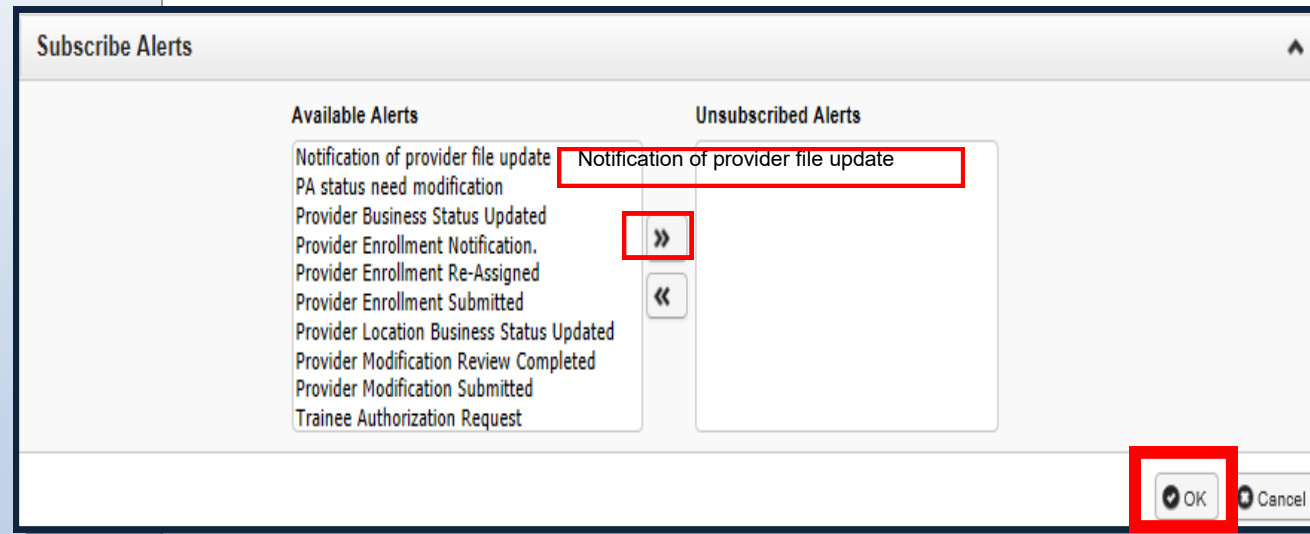 Subscribe Alerts
Available Alerts
Unsubscribed Alerts
Notification of provider file update
Notification of provider file update
PA status need modification
Provider Business Status Updated
Provider Enrollment Notification.
Provider Enrollment Re-Assigned
Provider Enrollment Submitted
Provider Location Business Status Updated
Provider Modification Review Completed
Provider Modification Submitted
Trainee Authorization Request
OK
Cancel